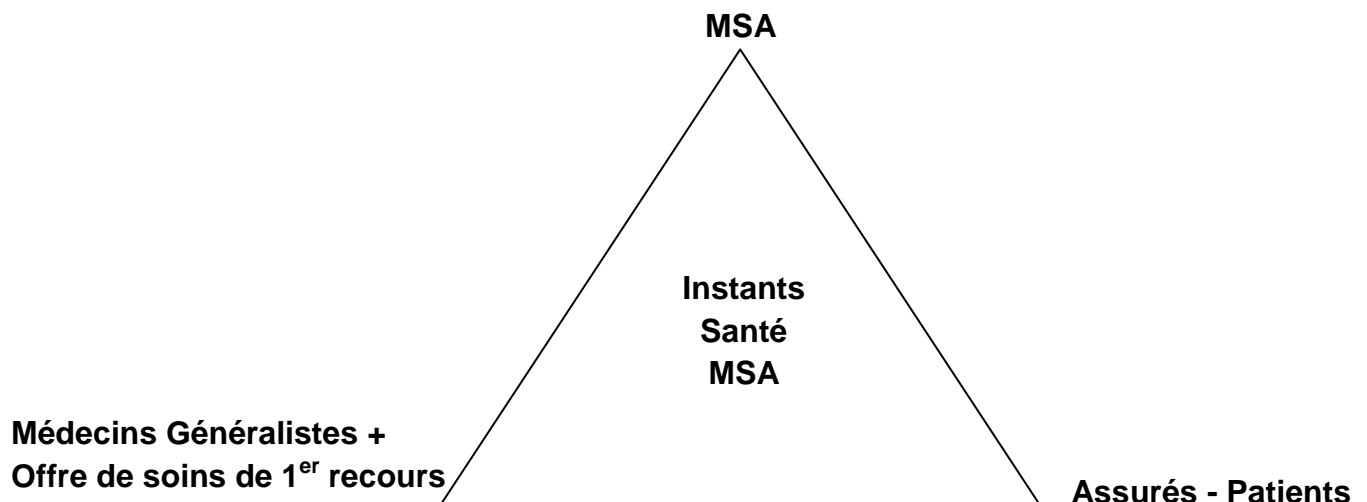 MSA
Instants
Santé
MSA
Médecins Généralistes +
Offre de soins de 1er recours
Assurés - Patients